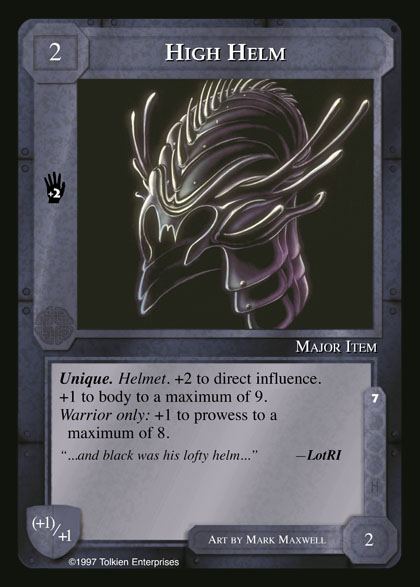 2
HIGH HELM
+2
MAJOR ITEM
Unique. Helmet. +2 to direct influence.
+1 to body to a maximum of 9.
Warrior only: +1 to prowess to a
maximum of 8.
“...and black was his lofty helm...” —LotRI
7
H
(+1)/+1
ART BY MARK MAXWELL
2
©1997 Tolkien Enterprises